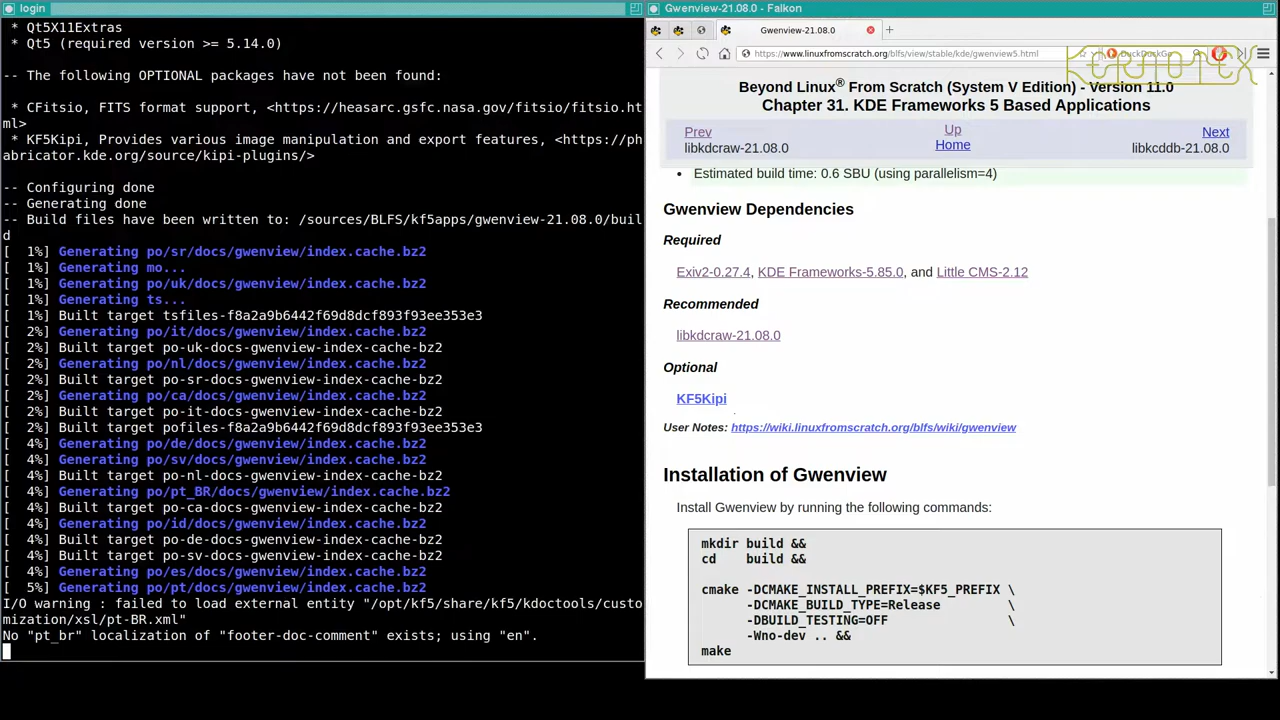 login
* Qt5X11Extras
* Qt5 (required version >= 5.14.0)
-- The following OPTIONAL packages have not been found:
* CFitsio, FITS format support, <https://heasarc.gsfc.nasa.gov/fitsio/fitsio.ht
ml>
* KF5Kipi, Provides various image manipulation and export features, <https://ph
abricator.kde.org/source/kipi-plugins/>
-- Configuring done
-- Generating done
-- Build files have been written to: /sources/BLFS/kf5apps/gwenview-21.08.0/buil
d
[  1%] Generating po/sr/docs/gwenview/index.cache.bz2
[  1%] Generating mo...
[  1%] Generating po/uk/docs/gwenview/index.cache.bz2
[  1%] Generating ts...
[  1%] Built target tsfiles-f8a2a9b6442f69d8dcf893f93ee353e3
[  2%] Generating po/it/docs/gwenview/index.cache.bz2
[  2%] Built target po-uk-docs-gwenview-index-cache-bz2
[  2%] Generating po/nl/docs/gwenview/index.cache.bz2
[  2%] Built target po-sr-docs-gwenview-index-cache-bz2
[  2%] Generating po/ca/docs/gwenview/index.cache.bz2
[  2%] Built target po-it-docs-gwenview-index-cache-bz2
[  2%] Built target pofiles-f8a2a9b6442f69d8dcf893f93ee353e3
[  4%] Generating po/de/docs/gwenview/index.cache.bz2
[  4%] Generating po/sv/docs/gwenview/index.cache.bz2
[  4%] Built target po-nl-docs-gwenview-index-cache-bz2
[  4%] Generating po/pt_BR/docs/gwenview/index.cache.bz2
[  4%] Built target po-ca-docs-gwenview-index-cache-bz2
[  4%] Generating po/id/docs/gwenview/index.cache.bz2
[  4%] Built target po-de-docs-gwenview-index-cache-bz2
[  4%] Built target po-sv-docs-gwenview-index-cache-bz2
[  4%] Generating po/es/docs/gwenview/index.cache.bz2
[  5%] Generating po/pt/docs/gwenview/index.cache.bz2
I/O warning : failed to load external entity "/opt/kf5/share/kf5/kdoctools/custo
mization/xsl/pt-BR.xml"
No "pt_br" localization of "footer-doc-comment" exists; using "en".
Gwenview-21.08.0 - Falkon
Gwenview-21.08.0
https://www.linuxfromscratch.org/blfs/view/stable/kde/gwenview5.html
DuckDuckGo
Beyond Linux® From Scratch (System V Edition) - Version 11.0
Chapter 31. KDE Frameworks 5 Based Applications
Prev Up Next
libkdcraw-21.08.0 Home libkcddb-21.08.0
• Estimated build time: 0.6 SBU (using parallelism=4)
Gwenview Dependencies
Required
Exiv2-0.27.4, KDE Frameworks-5.85.0, and Little CMS-2.12
Recommended
libkdcraw-21.08.0
Optional
KF5Kipi
User Notes: https://wiki.linuxfromscratch.org/blfs/wiki/gwenview
Installation of Gwenview
Install Gwenview by running the following commands:
mkdir build &&
cd    build &&
cmake -DCMAKE_INSTALL_PREFIX=$KF5_PREFIX \
-DCMAKE_BUILD_TYPE=Release \
-DBUILD_TESTING=OFF \
-Wno-dev .. &&
make